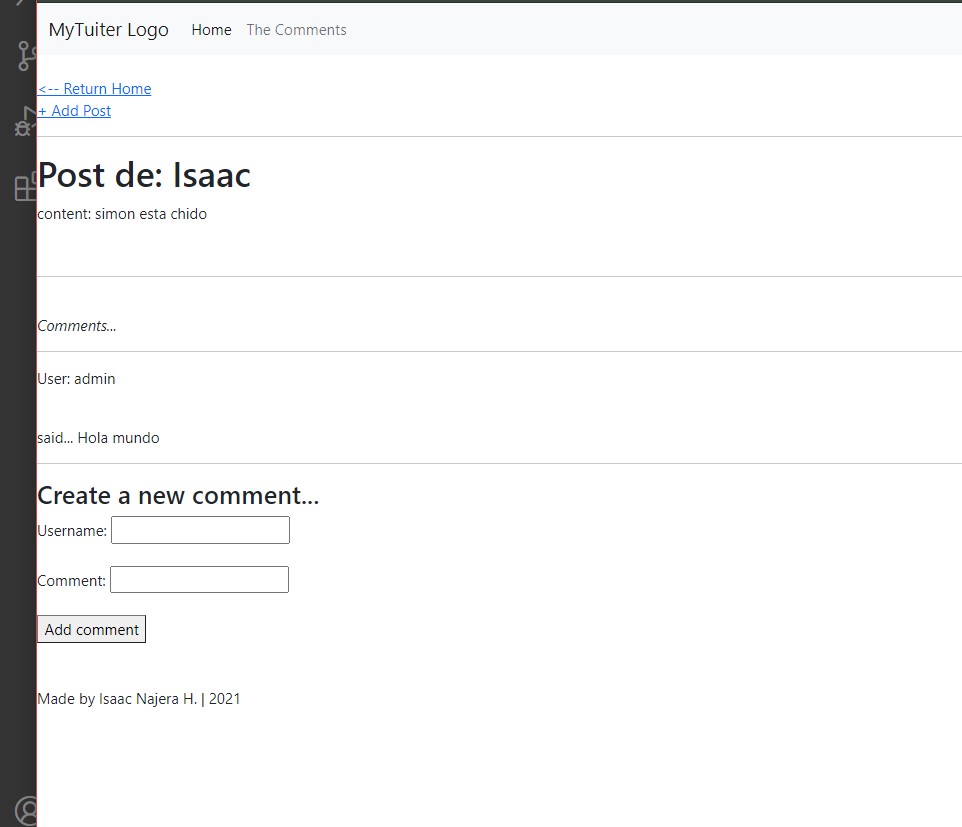 MyTuiter Logo Home The Comments
<-- Return Home
+ Add Post
Post de: Isaac
content: simon esta chido
Comments...
User: admin
said... Hola mundo
Create a new comment...
Username:
Comment:
Add comment
Made by Isaac Najera H. | 2021